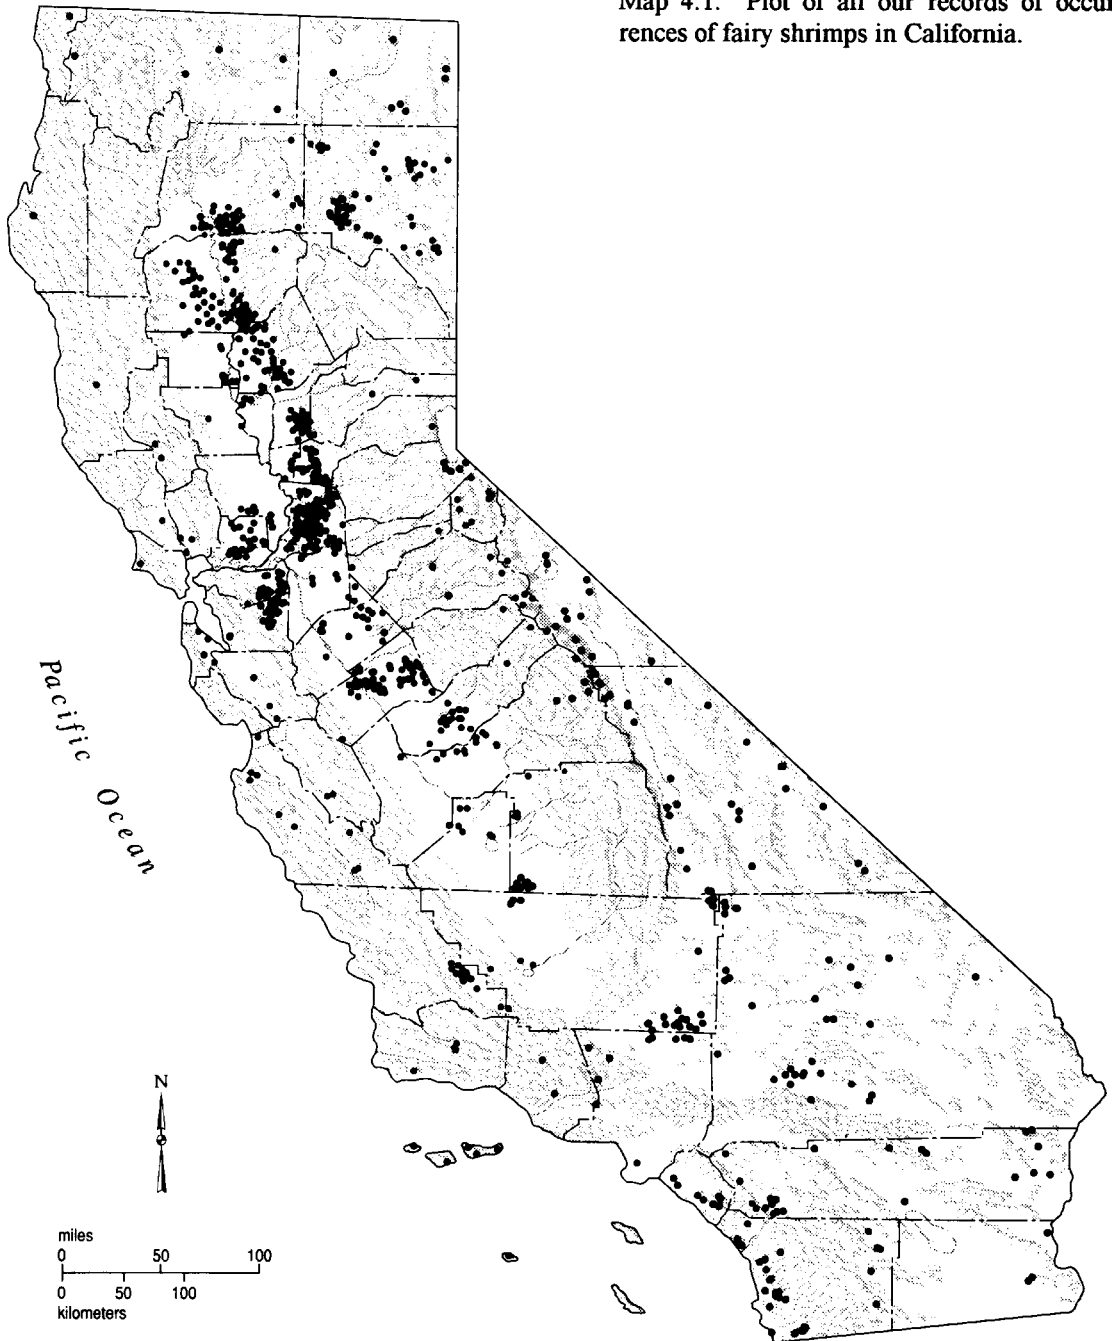 Map 4.1. Plot of all our records of occur
rences of fairy shrimps in California.
Pacific Ocean
N
miles
0 50 100
0 50 100
kilometers